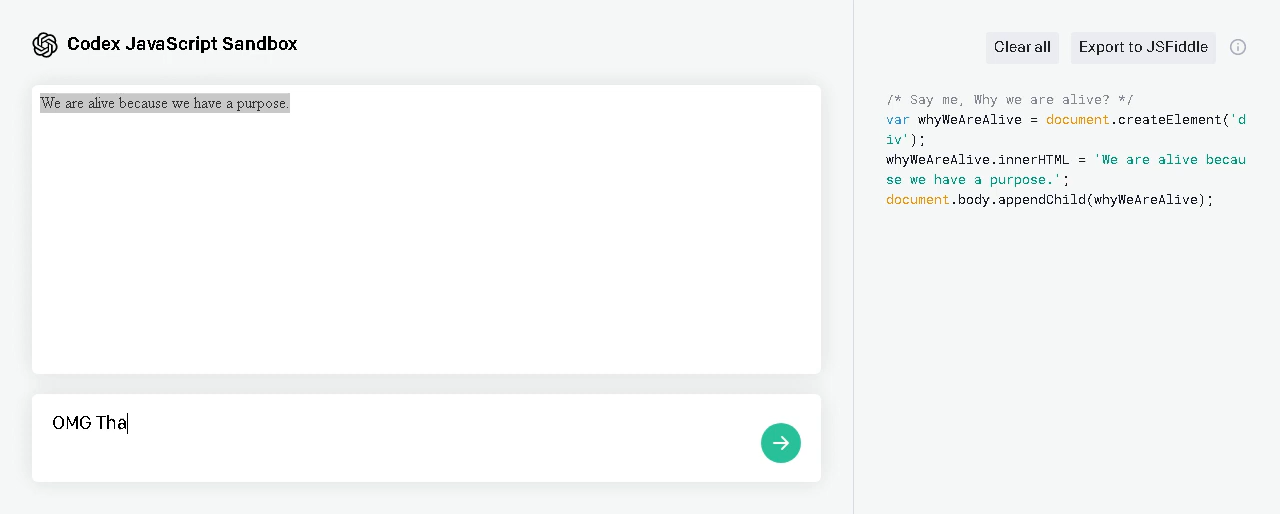 Codex JavaScript Sandbox
We are alive because we have a purpose.
OMG Tha
Clear all
Export to JSFiddle
/* Say me, Why we are alive? */
var whyWeAreAlive = document.createElement('d
iv');
whyWeAreAlive.innerHTML = 'We are alive becau
se we have a purpose.';
document.body.appendChild(whyWeAreAlive);